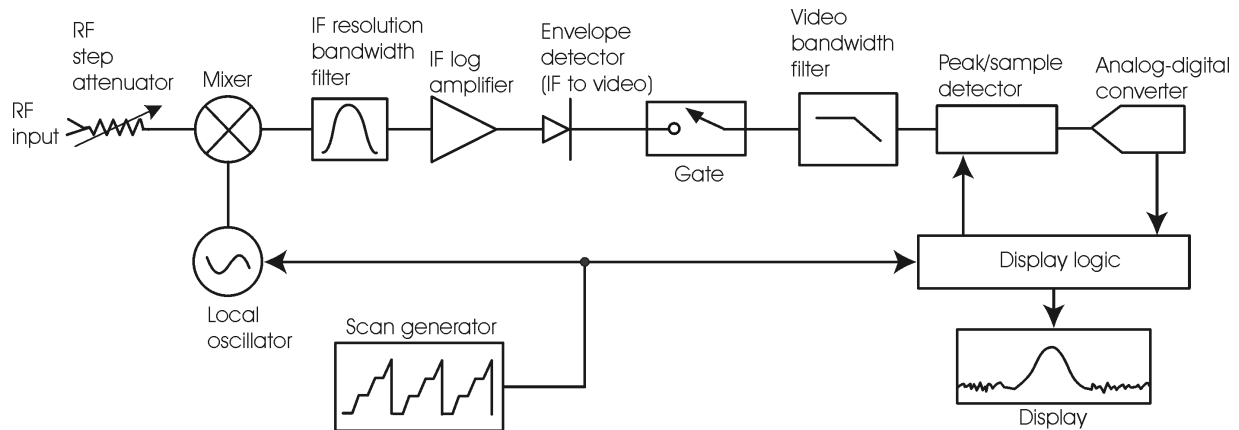 RF
step
attenuator
RF
input
Mixer
IF resolution
bandwidth
filter
IF log
amplifier
Envelope
detector
(IF to video)
Gate
Video
bandwidth
filter
Peak/sample
detector
Analog-digital
converter
Local
oscillator
Scan generator
Display logic
Display